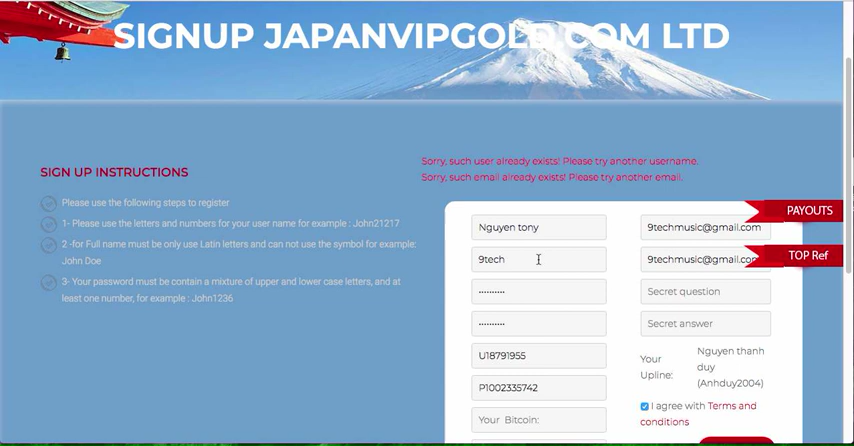 SIGNUP JAPANVIPGOLD.COM LTD
Sorry, such user already exists! Please try another username.
Sorry, such email already exists! Please try another email.
SIGN UP INSTRUCTIONS
Please use the following steps to register
1- Please use the letters and numbers for your user name for example : John21217
2 -for Full name must be only use Latin letters and can not use the symbol for example:
John Doe
3- Your password must be contain a mixture of upper and lower case letters, and at
least one number, for example : John1236
PAYOUTS
TOP Ref
Nguyen tony
9techmusic@gmail.com
9tech
9techmusic@gmail.com
••••••••••
Secret question
••••••••••
Secret answer
U18791955
Your
Upline:
Nguyen thanh
duy
(Anhduy2004)
P1002335742
I agree with Terms and
conditions
Your Bitcoin: